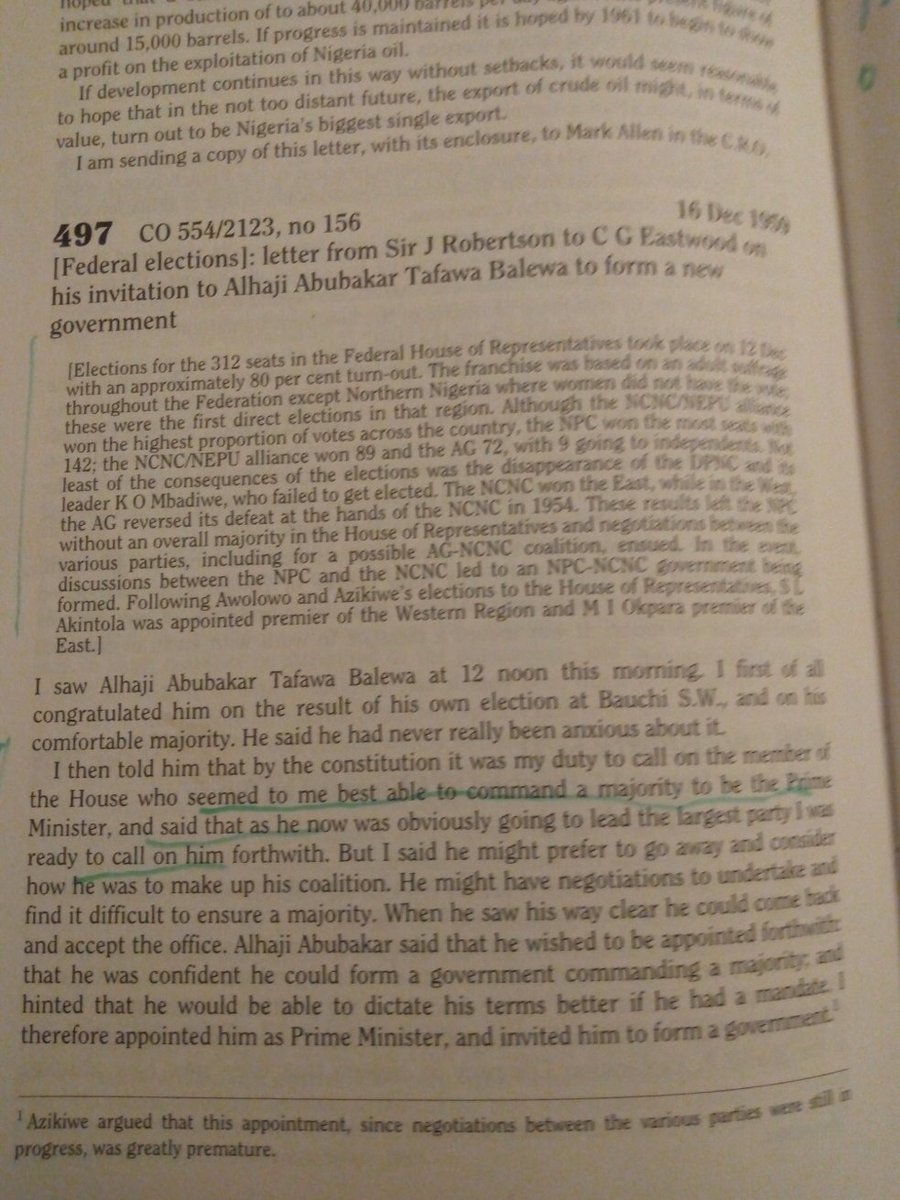 increase in production of to about 40,000 barrels per day
around 15,000 barrels. If progress is maintained it is hoped by 1961 to begin to show
a profit on the exploitation of Nigeria oil.
If development continues in this way without setbacks, it would seem reasonable
to hope that in the not too distant future, the export of crude oil might, in terms of
value, turn out to be Nigeria's biggest single export.
I am sending a copy of this letter, with its enclosure, to Mark Allen in the C.R.O.
497 CO 554/2123, no 156 16 Dec 1959
[Federal elections]: letter from Sir J Robertson to C G Eastwood on
his invitation to Alhaji Abubakar Tafawa Balewa to form a new
government
[Elections for the 312 seats in the Federal House of Representatives took place on 12 Dec
with an approximately 80 per cent turn-out. The franchise was based on an adult suffrage
throughout the Federation except Northern Nigeria where women did not have the vote;
these were the first direct elections in that region. Although the NCNC/NEPU alliance
won the highest proportion of votes across the country, the NPC won the most seats with
142; the NCNC/NEPU alliance won 89 and the AG 72, with 9 going to independents. Not
least of the consequences of the elections was the disappearance of the DPNC and its
leader K O Mbadiwe, who failed to get elected. The NCNC won the East, while in the West,
the AG reversed its defeat at the hands of the NCNC in 1954. These results left the NPC
without an overall majority in the House of Representatives and negotiations between the
various parties, including for a possible AG-NCNC coalition, ensued. In the event,
discussions between the NPC and the NCNC led to an NPC-NCNC government being
formed. Following Awolowo and Azikiwe's elections to the House of Representatives, S L
Akintola was appointed premier of the Western Region and M I Okpara premier of the
East.]
I saw Alhaji Abubakar Tafawa Balewa at 12 noon this morning. I first of all
congratulated him on the result of his own election at Bauchi S.W., and on his
comfortable majority. He said he had never really been anxious about it.
I then told him that by the constitution it was my duty to call on the member of
the House who seemed to me best able to command a majority to be the Prime
Minister, and said that as he now was obviously going to lead the largest party I was
ready to call on him forthwith. But I said he might prefer to go away and consider
how he was to make up his coalition. He might have negotiations to undertake and
find it difficult to ensure a majority. When he saw his way clear he could come back
and accept the office. Alhaji Abubakar said that he wished to be appointed forthwith;
that he was confident he could form a government commanding a majority; and
hinted that he would be able to dictate his terms better if he had a mandate. I
therefore appointed him as Prime Minister, and invited him to form a government.¹
¹ Azikiwe argued that this appointment, since negotiations between the various parties were still in
progress, was greatly premature.